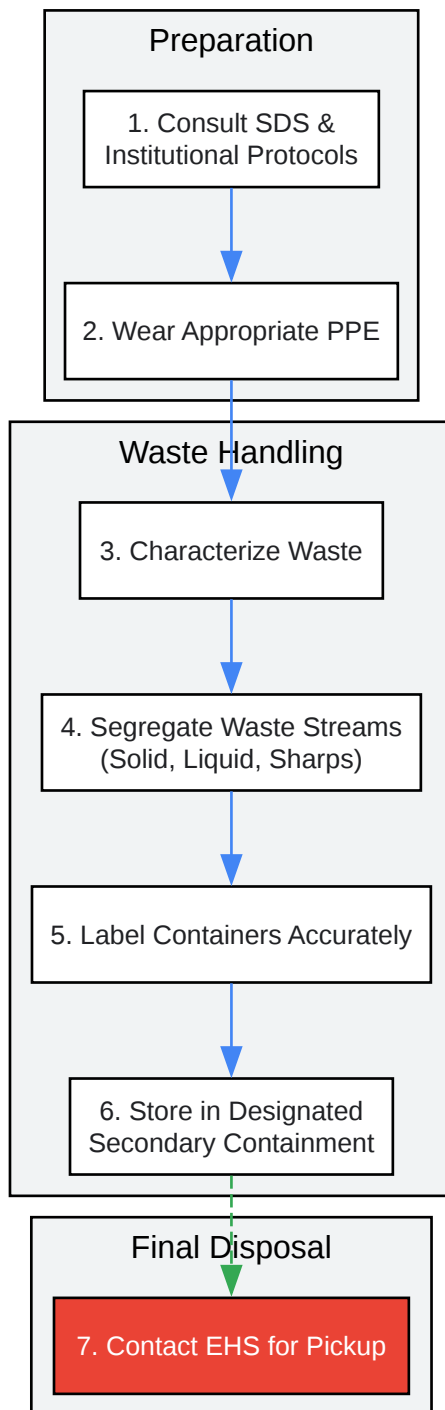 Preparation
1. Consult SDS &
Institutional Protocols
2. Wear Appropriate PPE
Waste Handling
3. Characterize Waste
4. Segregate Waste Streams
(Solid, Liquid, Sharps)
5. Label Containers Accurately
6. Store in Designated
Secondary Containment
Final Disposal
7. Contact EHS for Pickup